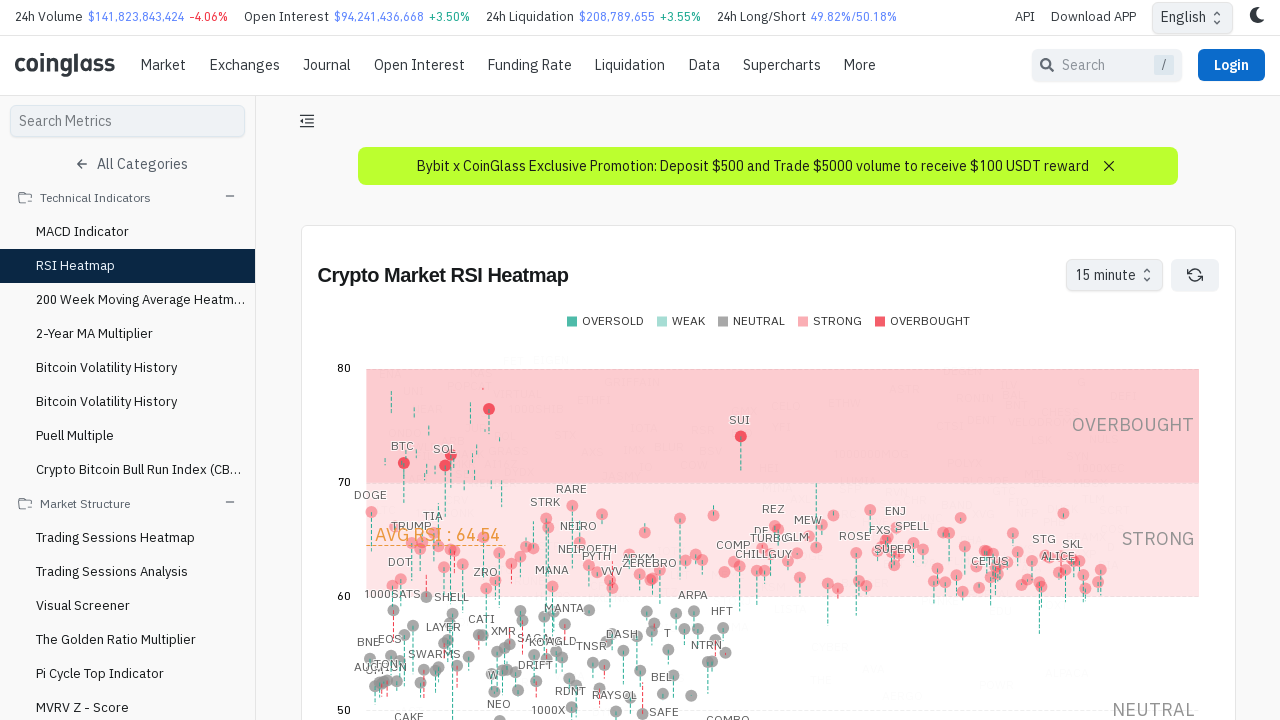 24h Volume $141,823,843,424 -4.06% Open Interest $94,241,436,668 +3.50% 24h Liquidation $208,789,655 +3.55% 24h Long/Short 49.82%/50.18% API Download APP English
coinglass Market Exchanges Journal Open Interest Funding Rate Liquidation Data Supercharts More Search / Login
Search Metrics
All Categories
Technical Indicators
MACD Indicator
RSI Heatmap
200 Week Moving Average Heatm...
2-Year MA Multiplier
Bitcoin Volatility History
Bitcoin Volatility History
Puell Multiple
Crypto Bitcoin Bull Run Index (CB...
Market Structure
Trading Sessions Heatmap
Trading Sessions Analysis
Visual Screener
The Golden Ratio Multiplier
Pi Cycle Top Indicator
MVRV Z - Score
Bybit x CoinGlass Exclusive Promotion: Deposit $500 and Trade $5000 volume to receive $100 USDT reward
Crypto Market RSI Heatmap
15 minute
OVERSOLD WEAK NEUTRAL STRONG OVERBOUGHT
80
OVERBOUGHT
SUI
BTC
SOL
70
RARE
DOGE
STRK
REZ
ENJ
TIA
MEW
TRUMP
NEIRO
FXS SPELL
AVG RSI : 64.54
TURBO
GLM
ROSE
STG
STRONG
SKL
NEIROETH
SUPER
CHILLGUY
PYTH
ALICE
DOT
ZEREBRO
CETUS
ZRO
MANA
VVV
60
1000SATS
SHELL
ARPA
MANTA
HFT
CATI
LAYER
XMR
DASH
T
BNB
EOS
KOMA
GLD
TNSR
NTRN
SWARMS
TON
DRIFT
W
BEL
RDNT
RAYSOL
NEO
50
1000X
SAFE
NEUTRAL
CAKE
COMBO